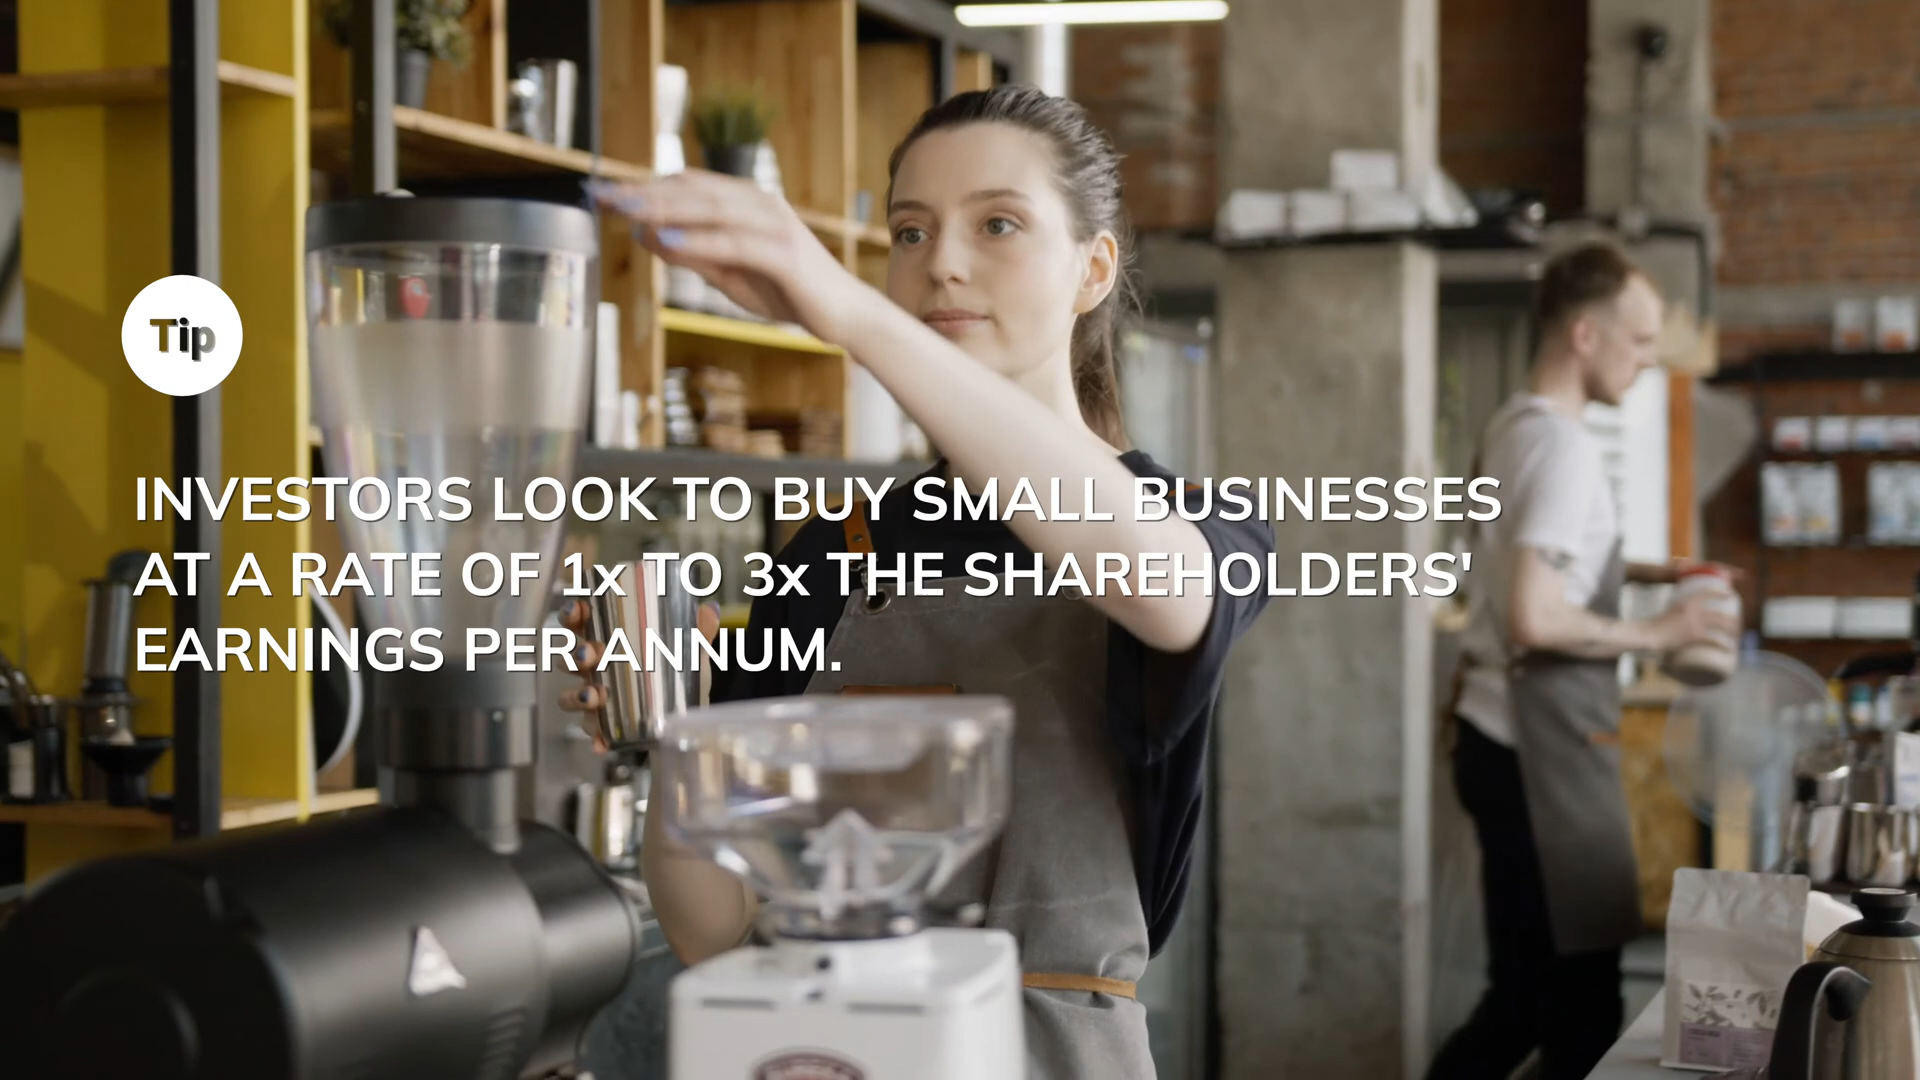 Tip
INVESTORS LOOK TO BUY SMALL BUSINESSES
AT A RATE OF 1x TO 3x THE SHAREHOLDERS'
EARNINGS PER ANNUM.